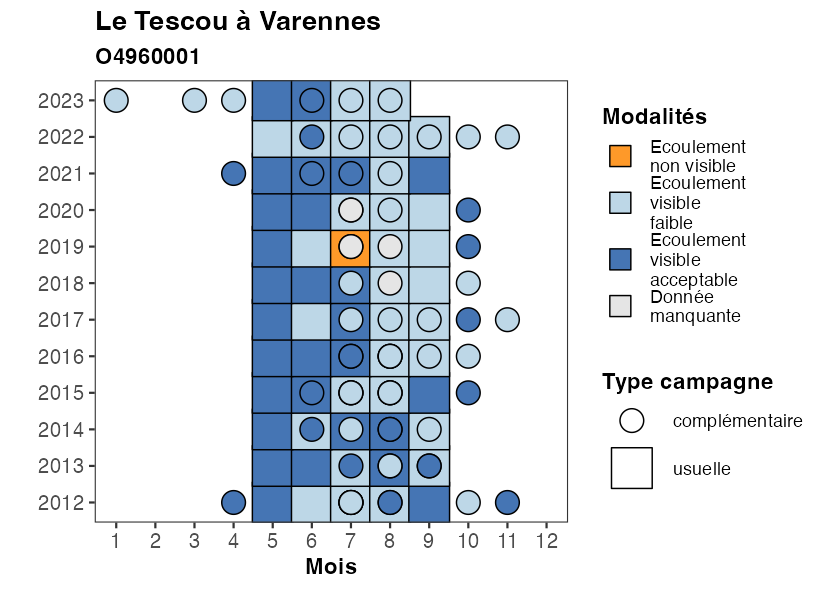 Le Tescou à Varennes
O4960001
2023
2022
2021
2020
2019
2018
2017
2016
2015
2014
2013
2012
1 2 3 4 5 6 7 8 9 10 11 12
Mois
Modalités
Ecoulement
non visible
Ecoulement
visible
faible
Ecoulement
visible
acceptable
Donnée
manquante
Type campagne
complémentaire
usuelle